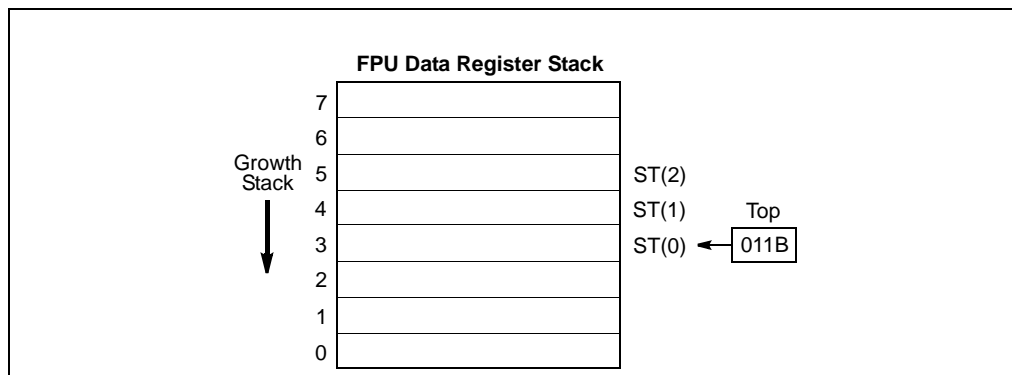 FPU Data Register Stack
7
6
Growth
Stack
5
ST(2)
4
ST(1)
Top
3
ST(0)
011B
2
1
0